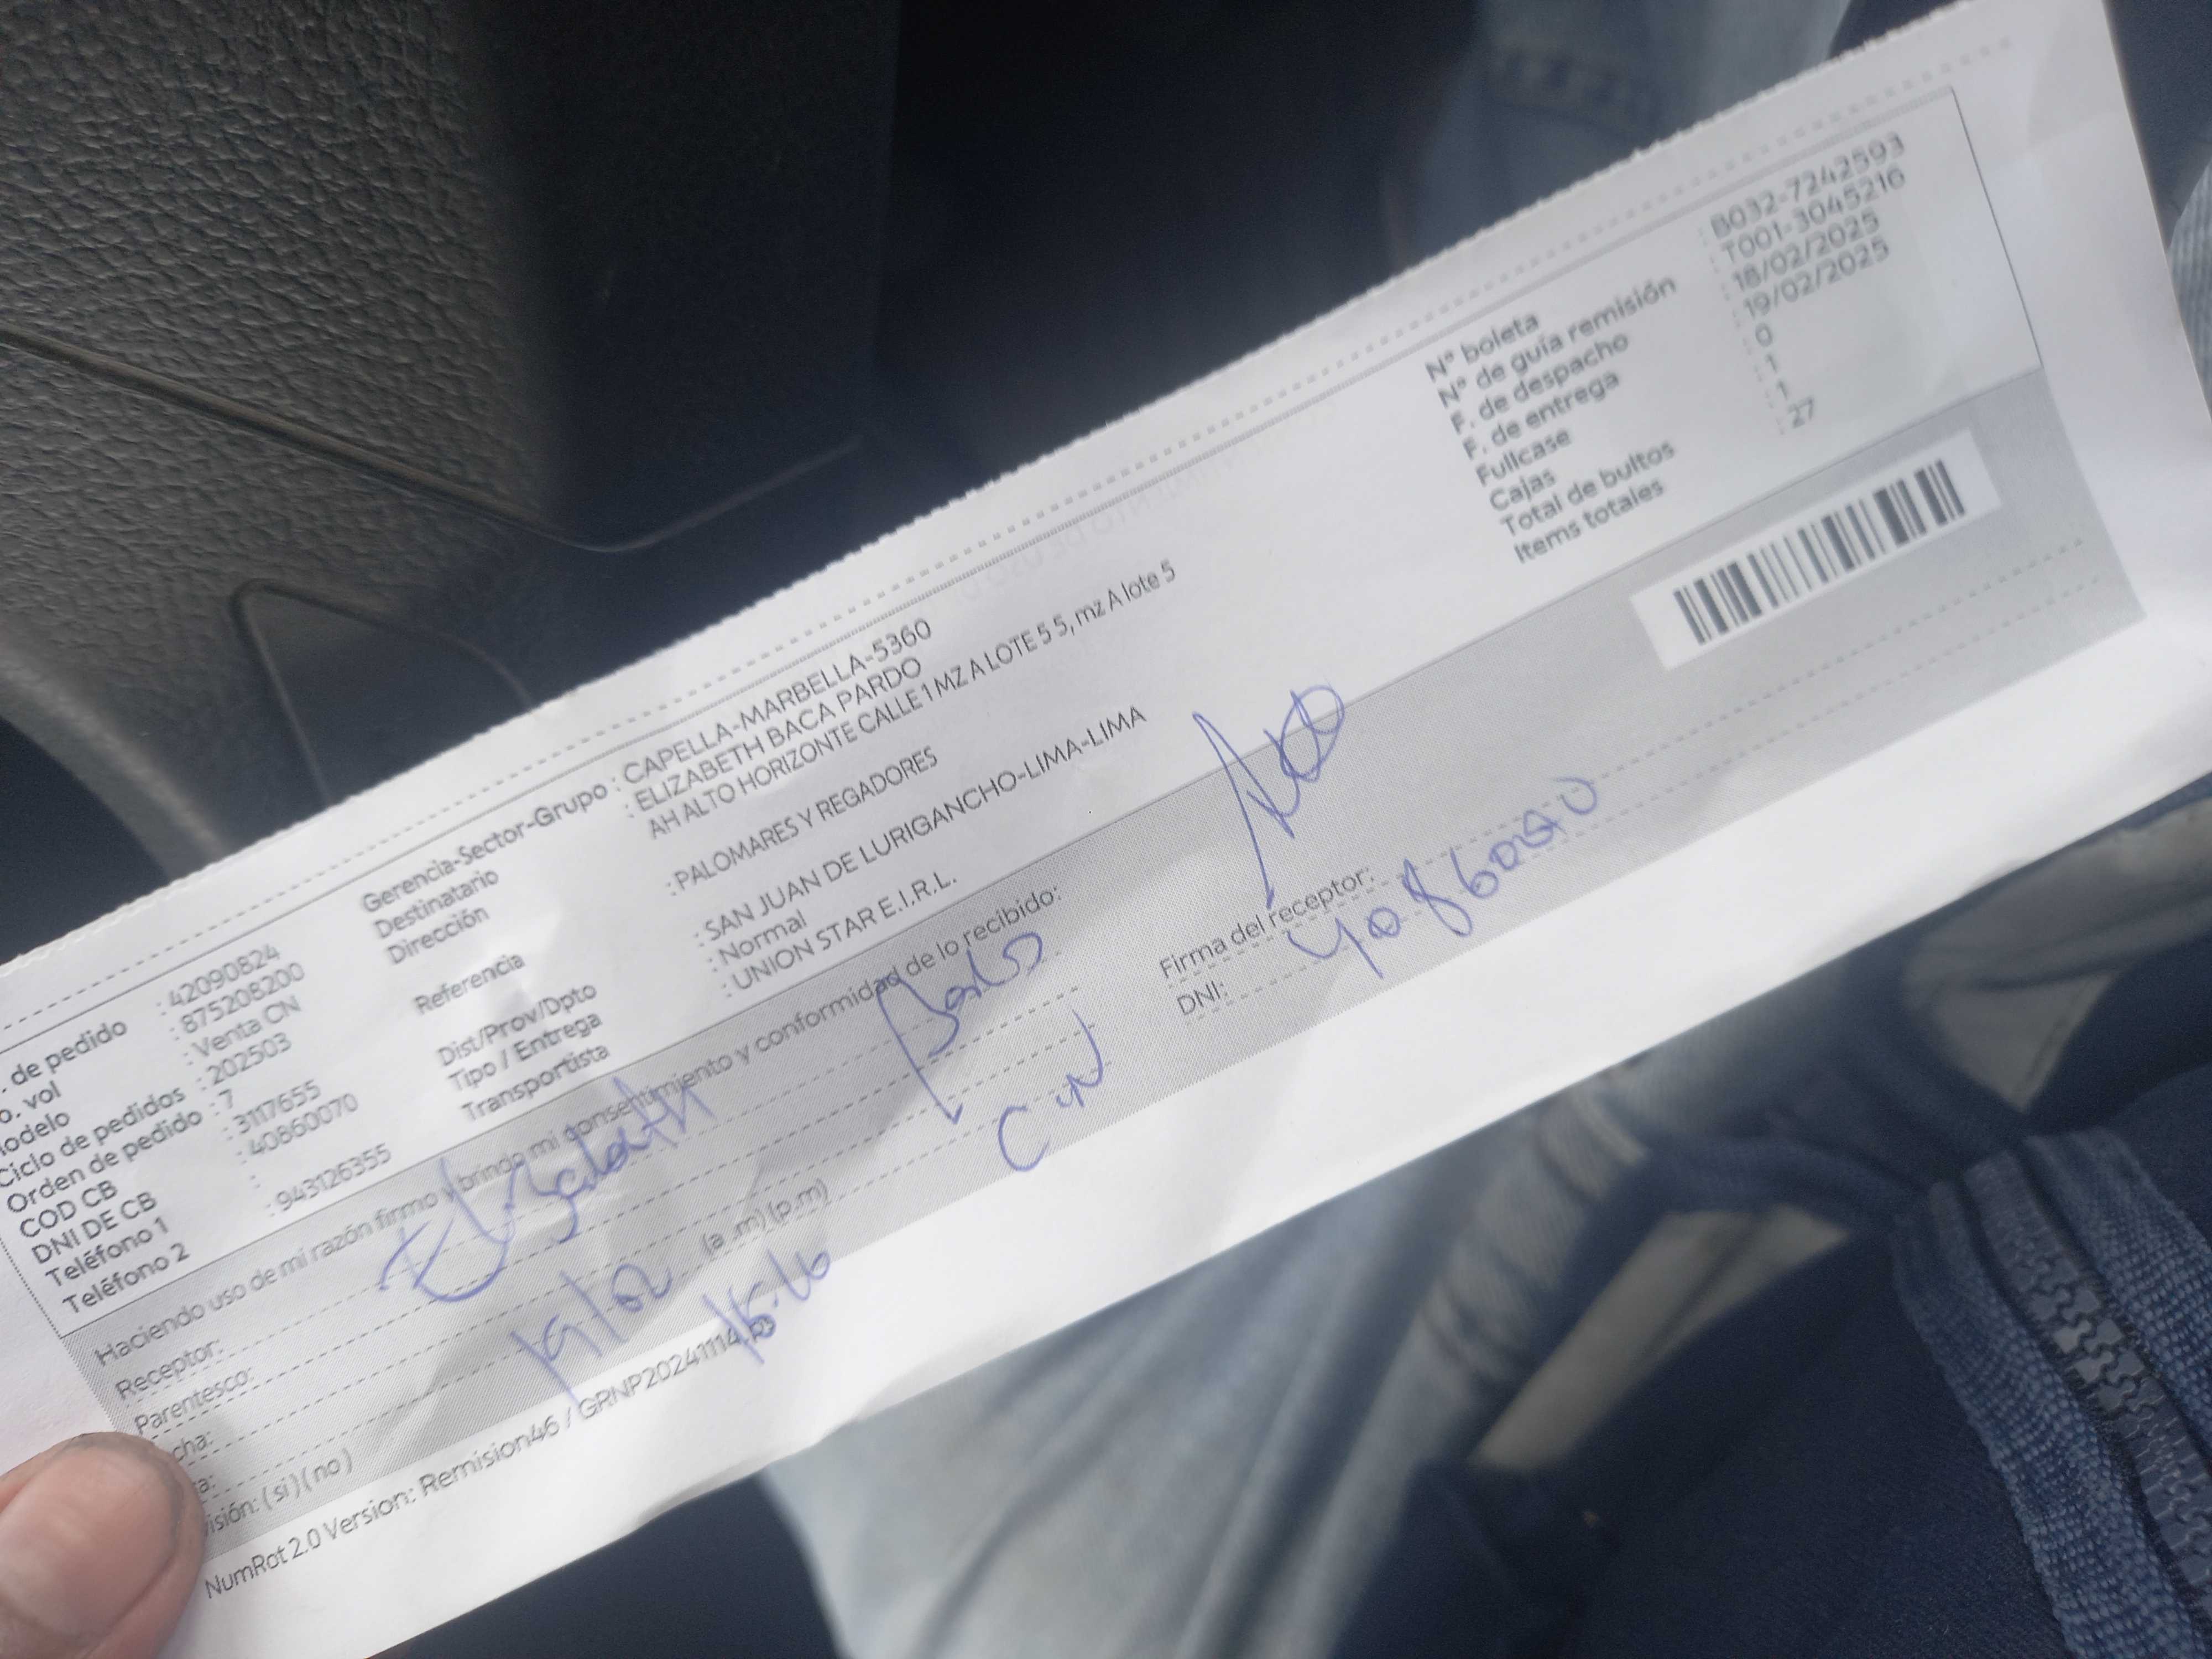 . de pedido : 42090824
o. vol : 875208200
odelo : Venta CN
Ciclo de pedidos : 202503
Orden de pedido : 7
COD CB : 3117655
DNI DE CB : 40860070
Teléfono 1 :
Teléfono 2 : 943126355
Gerencia-Sector-Grupo : CAPELLA-MARBELLA-5360
Destinatario : ELIZABETH BACA PARDO
Dirección AH ALTO HORIZONTE CALLE 1 MZ A LOTE 5 5, mz A lote 5
Referencia : PALOMARES Y REGADORES
Dist/Prov/Dpto : SAN JUAN DE LURIGANCHO-LIMA-LIMA
Tipo / Entrega : Normal
Transportista : UNION STAR E.I.R.L.
N° boleta : B032-7242593
N° de guía remisión : T001-3045216
F. de despacho : 18/02/2025
F. de entrega : 19/02/2025
Fullcase : 0
Cajas : 1
Total de bultos : 1
Items totales : 27
Haciendo uso de mi razón firmo y brindo mi consentimiento y conformidad de lo recibido:
Receptor: Elizabeth
Parentesco:
cha: 19/02
a: (a .m) (p.m)
visión: ( si ) ( no )
Firma del receptor:
DNI:
NumRot 2.0 Version: Remision46 / GRNP20241114